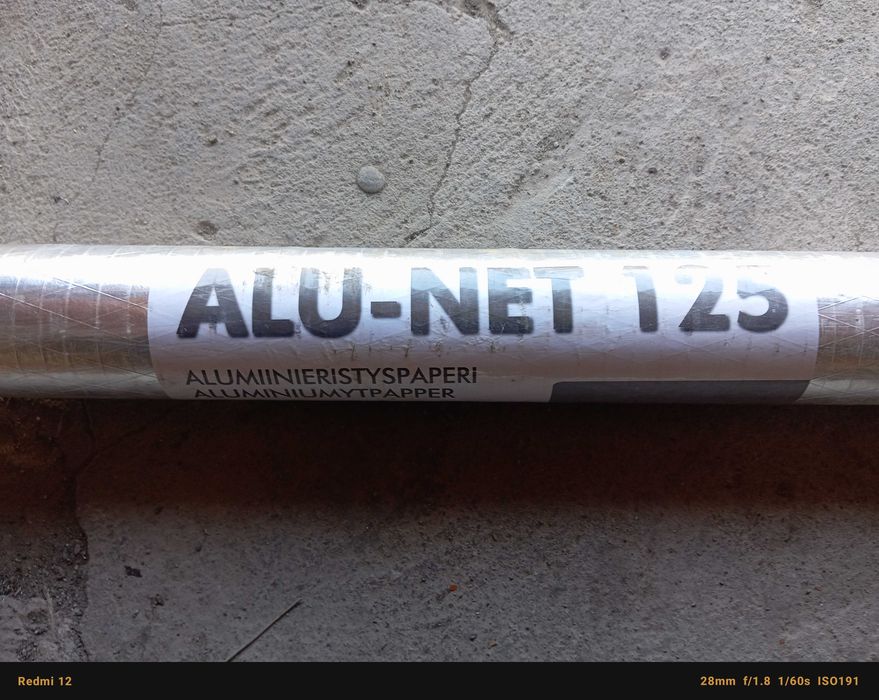 ALU-NET 125
ALUMIINIERISTYSPAPERi
ALUMINIUMYTPAPPER
Redmi 12
28mm f/1.8 1/60s ISO191